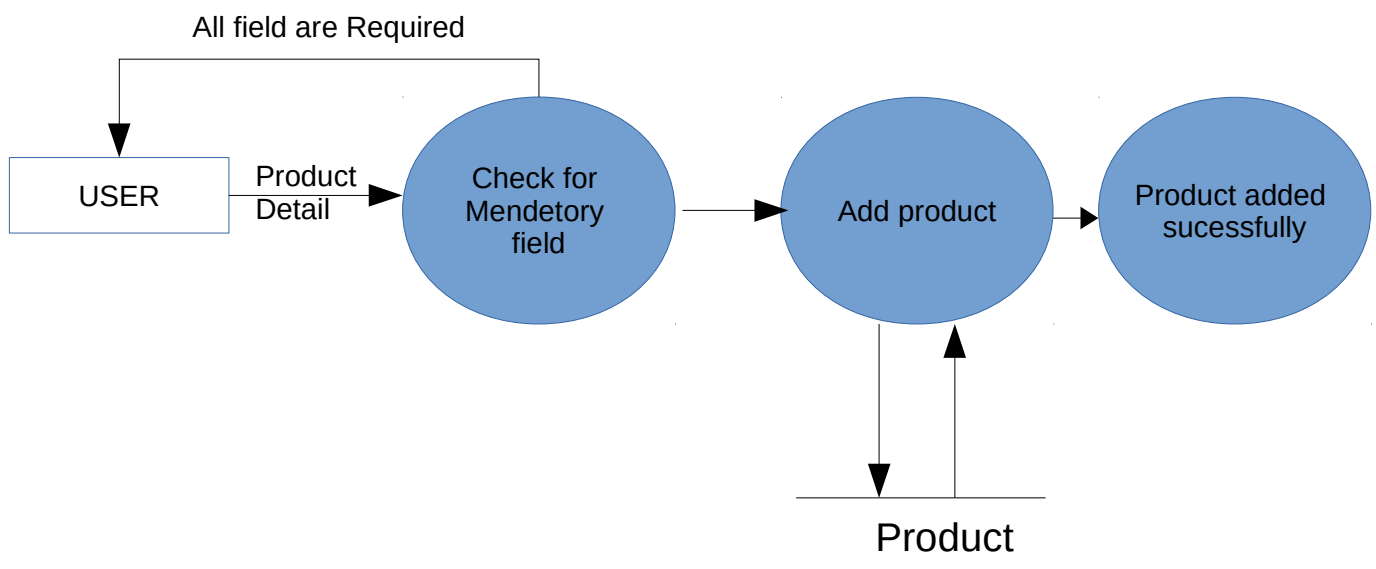 All field are Required
USER
Product
Detail
Check for
Mendetory
field
Add product
Product added
sucessfully
Product